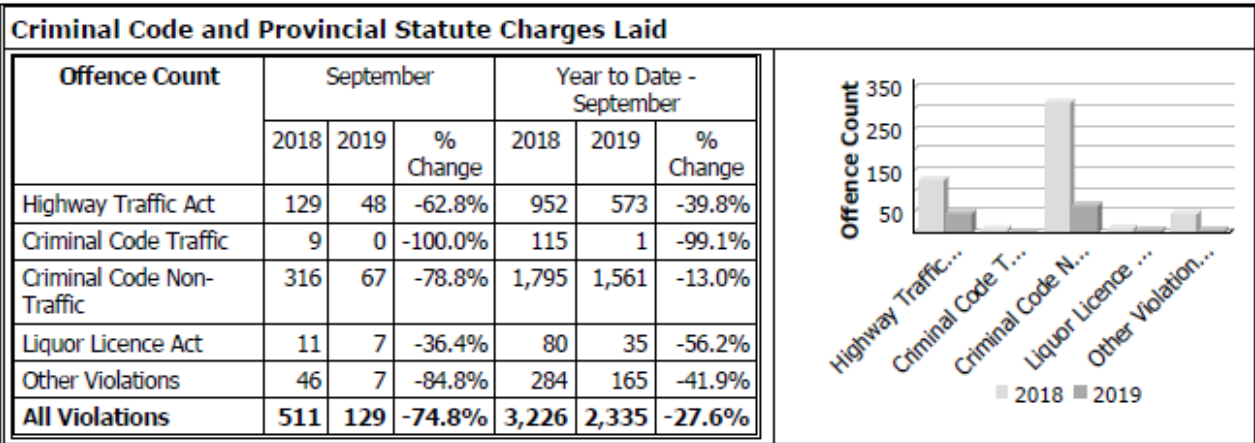 Criminal Code and Provincial Statute Charges Laid
Offence Count September Year to Date -
September
2018 2019 % 2018 2019 %
Change Change
Highway Traffic Act 129 48 -62.8% 952 573 -39.8%
Criminal Code Traffic 9 0 -100.0% 115 1 -99.1%
Criminal Code Non- 316 67 -78.8% 1,795 1,561 -13.0%
Traffic
Liquor Licence Act 11 7 -36.4% 80 35 -56.2%
Other Violations 46 7 -84.8% 284 165 -41.9%
All Violations 511 129 -74.8% 3,226 2,335 -27.6%
Offence Count
350
250
150
50
Highway Traffic...
Criminal Code T...
Criminal Code N...
Liquor Licence ...
Other Violation...
2018 2019